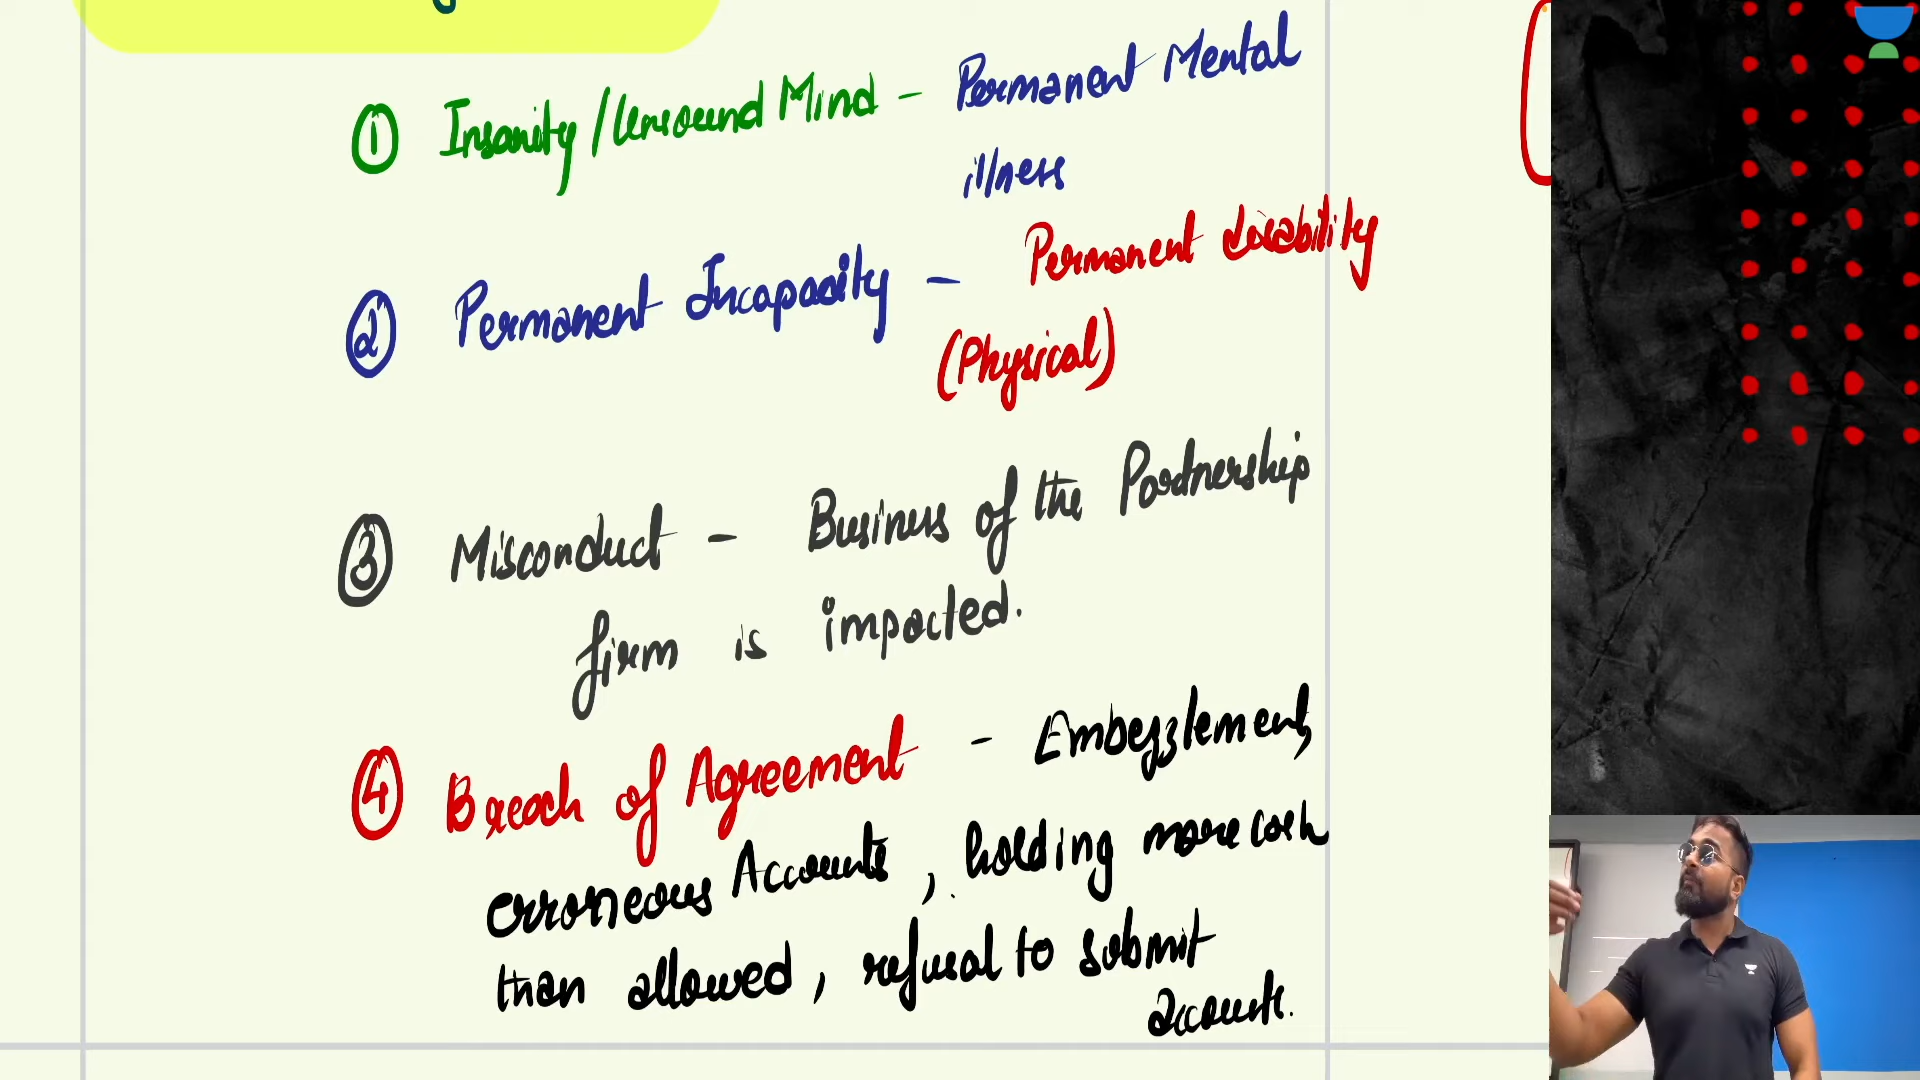 ① Insanity / Unsound Mind – Permanent Mental
illness
② Permanent Incapacity – Permanent disability
(Physical)
③ Misconduct – Business of the Partnership
firm is impacted.
④ Breach of Agreement – Embezzlement,
erroneous Accounts, holding more cash
than allowed, refusal to submit
accounts.